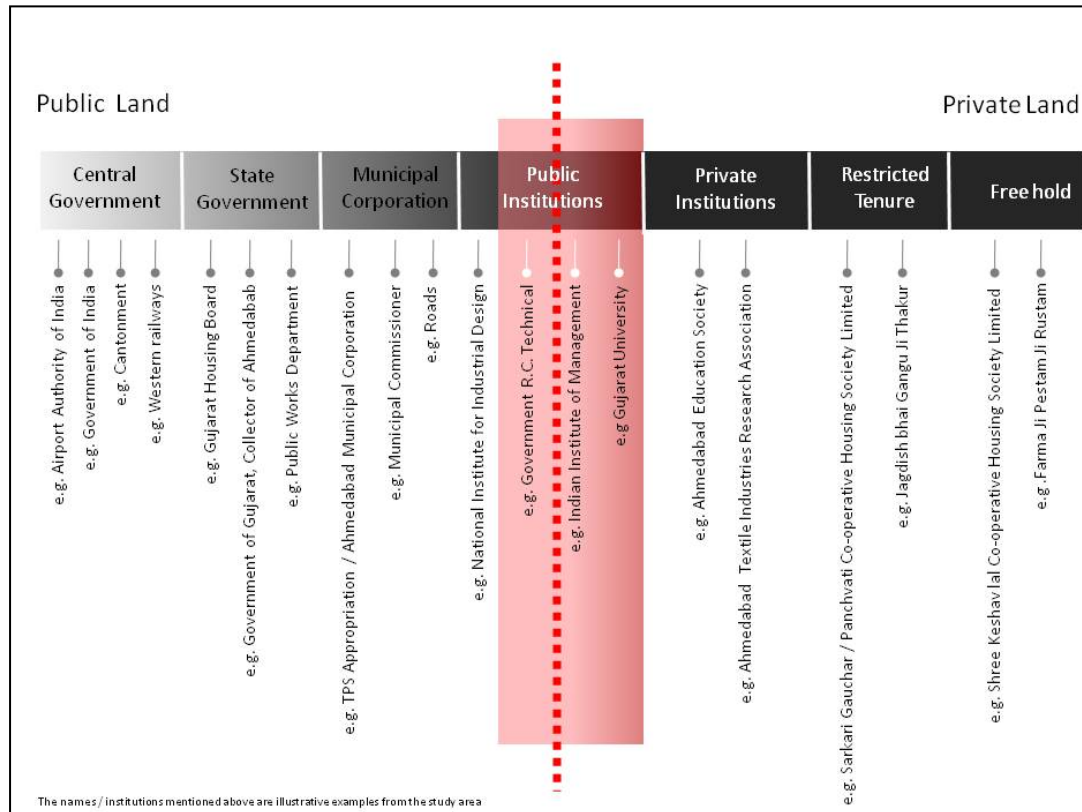 Public Land
Private Land
Central
Government
State
Government
Municipal
Corporation
Public
Institutions
Private
Institutions
Restricted
Tenure
Free hold
e.g. Airport Authority of India
e.g. Government of India
e.g. Cantonment
e.g. Western railways
e.g. Gujarat Housing Board
e.g. Government of Gujarat, Collector of Ahmedabab
e.g. Public Works Department
e.g. TPS Appropriation / Ahmedabad Municipal Corporation
e.g. Municipal Commissioner
e.g. Roads
e.g. National Institute for Industrial Design
e.g. Government R.C. Technical
e.g. Indian Institute of Management
e.g Gujarat University
e.g. Ahmedabad Education Society
e.g. Ahmedabad Textile Industries Research Association
e.g. Sarkari Gauchar / Panchvati Co-operative Housing Society Limited
e.g. Jagdish bhai Gangu Ji Thakur
e.g. Shree Keshav lal Co-operative Housing Society Limited
e.g .Farma Ji Pestam Ji Rustam
The names / institutions mentioned above are illustrative examples from the study area